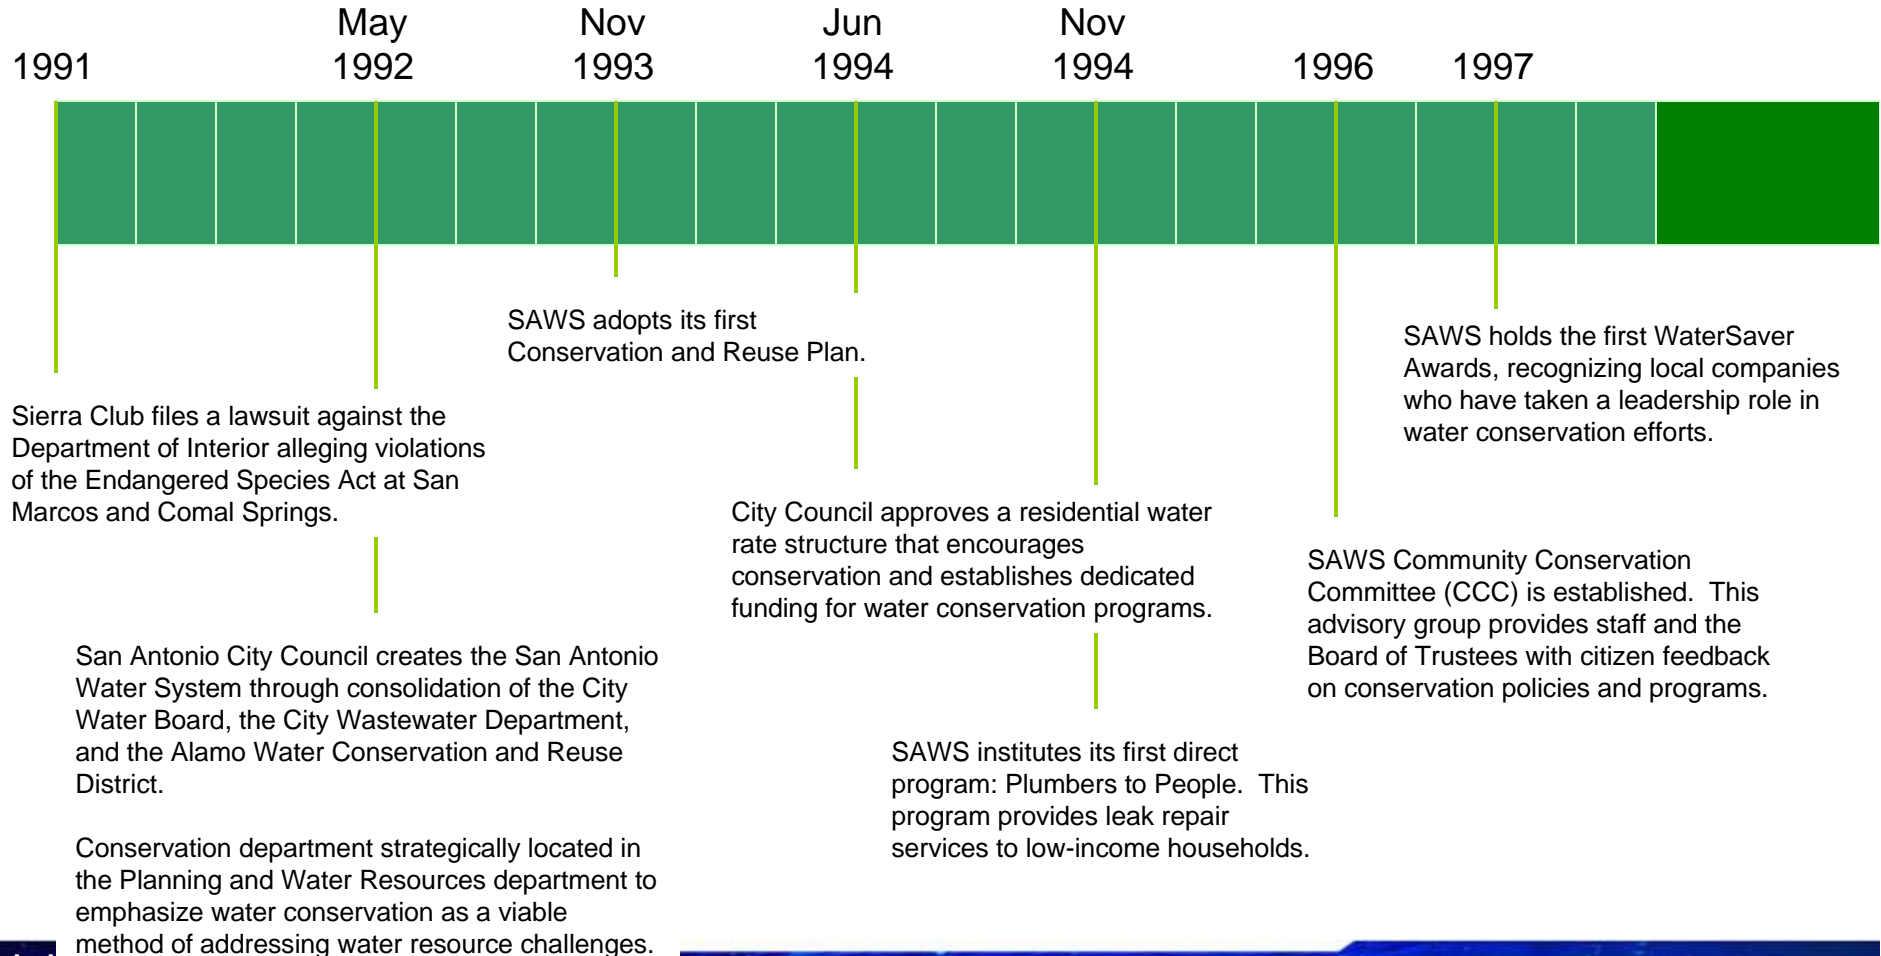 May
Nov
Jun
Nov
1991
1992
1993
1994
1994
1996
1997
SAWS adopts its first
Conservation and Reuse Plan.
SAWS holds the first WaterSaver
Awards, recognizing local companies
who have taken a leadership role in
water conservation efforts.
Sierra Club files a lawsuit against the
Department of Interior alleging violations
of the Endangered Species Act at San
Marcos and Comal Springs.
City Council approves a residential water
rate structure that encourages
conservation and establishes dedicated
funding for water conservation programs.
SAWS Community Conservation
Committee (CCC) is established.  This
advisory group provides staff and the
Board of Trustees with citizen feedback
on conservation policies and programs.
San Antonio City Council creates the San Antonio
Water System through consolidation of the City
Water Board, the City Wastewater Department,
and the Alamo Water Conservation and Reuse
District.
SAWS institutes its first direct
program: Plumbers to People.  This
program provides leak repair
services to low-income households.
Conservation department strategically located in
the Planning and Water Resources department to
emphasize water conservation as a viable
method of addressing water resource challenges.